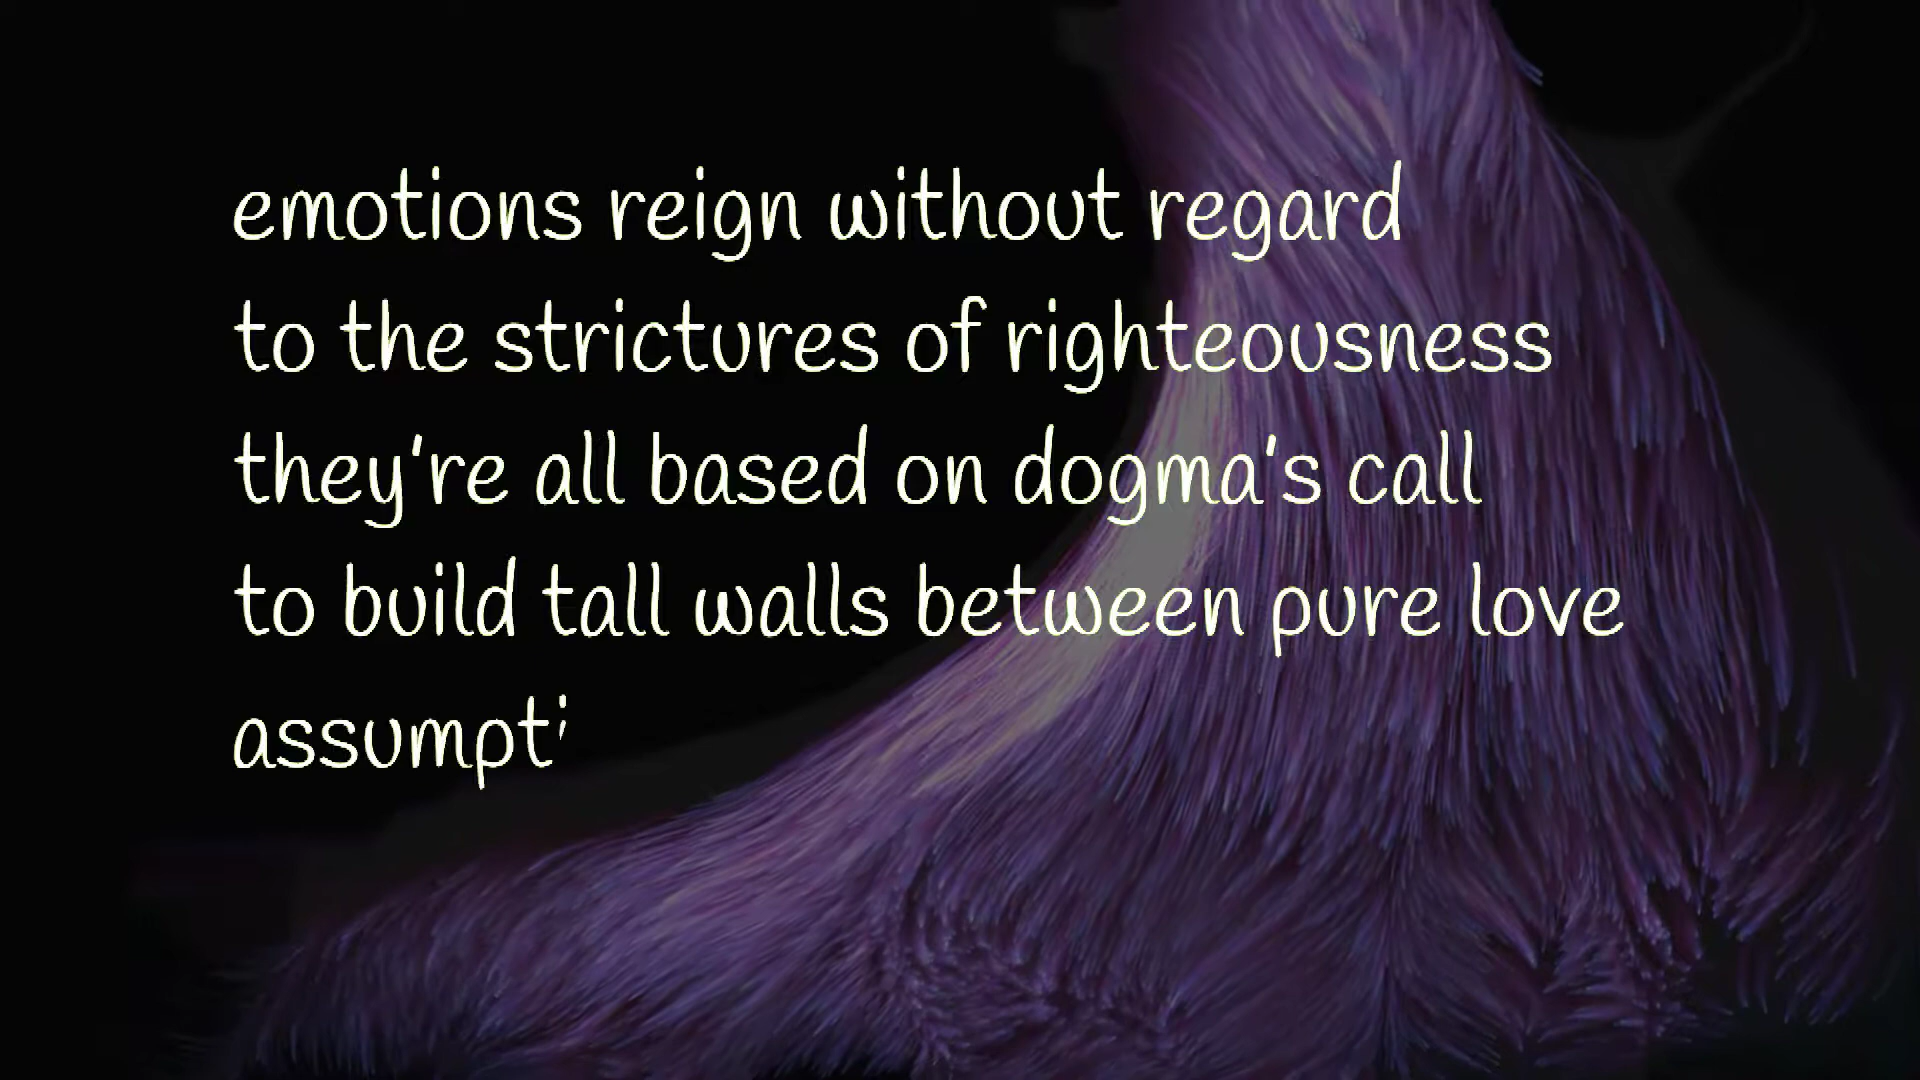 emotions reign without regard
to the strictures of righteousness
they're all based on dogma's call
to build tall walls between pure love
assumpti